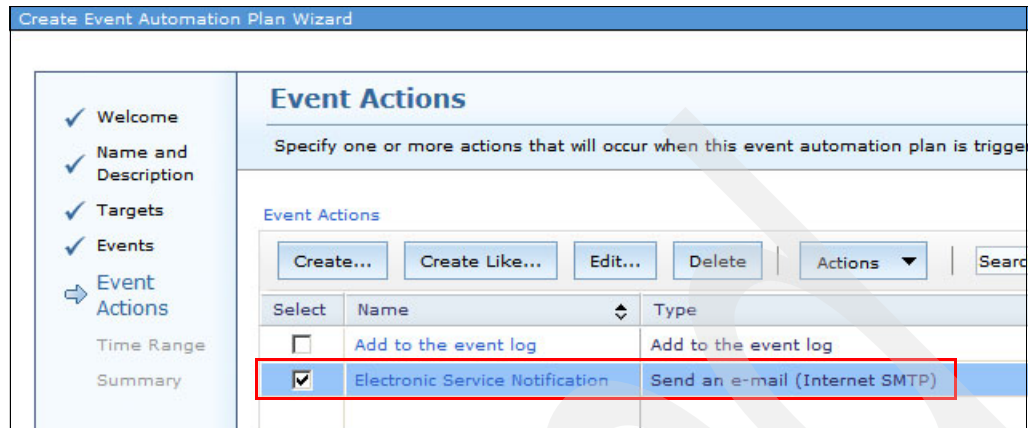 Create Event Automation Plan Wizard
Welcome
Name and
Description
Targets
Events
Event
Actions
Time Range
Summary
Event Actions
Specify one or more actions that will occur when this event automation plan is trigge
Event Actions
Create... Create Like... Edit... Delete Actions Searc
Select Name Type
Add to the event log Add to the event log
Electronic Service Notification Send an e-mail (Internet SMTP)